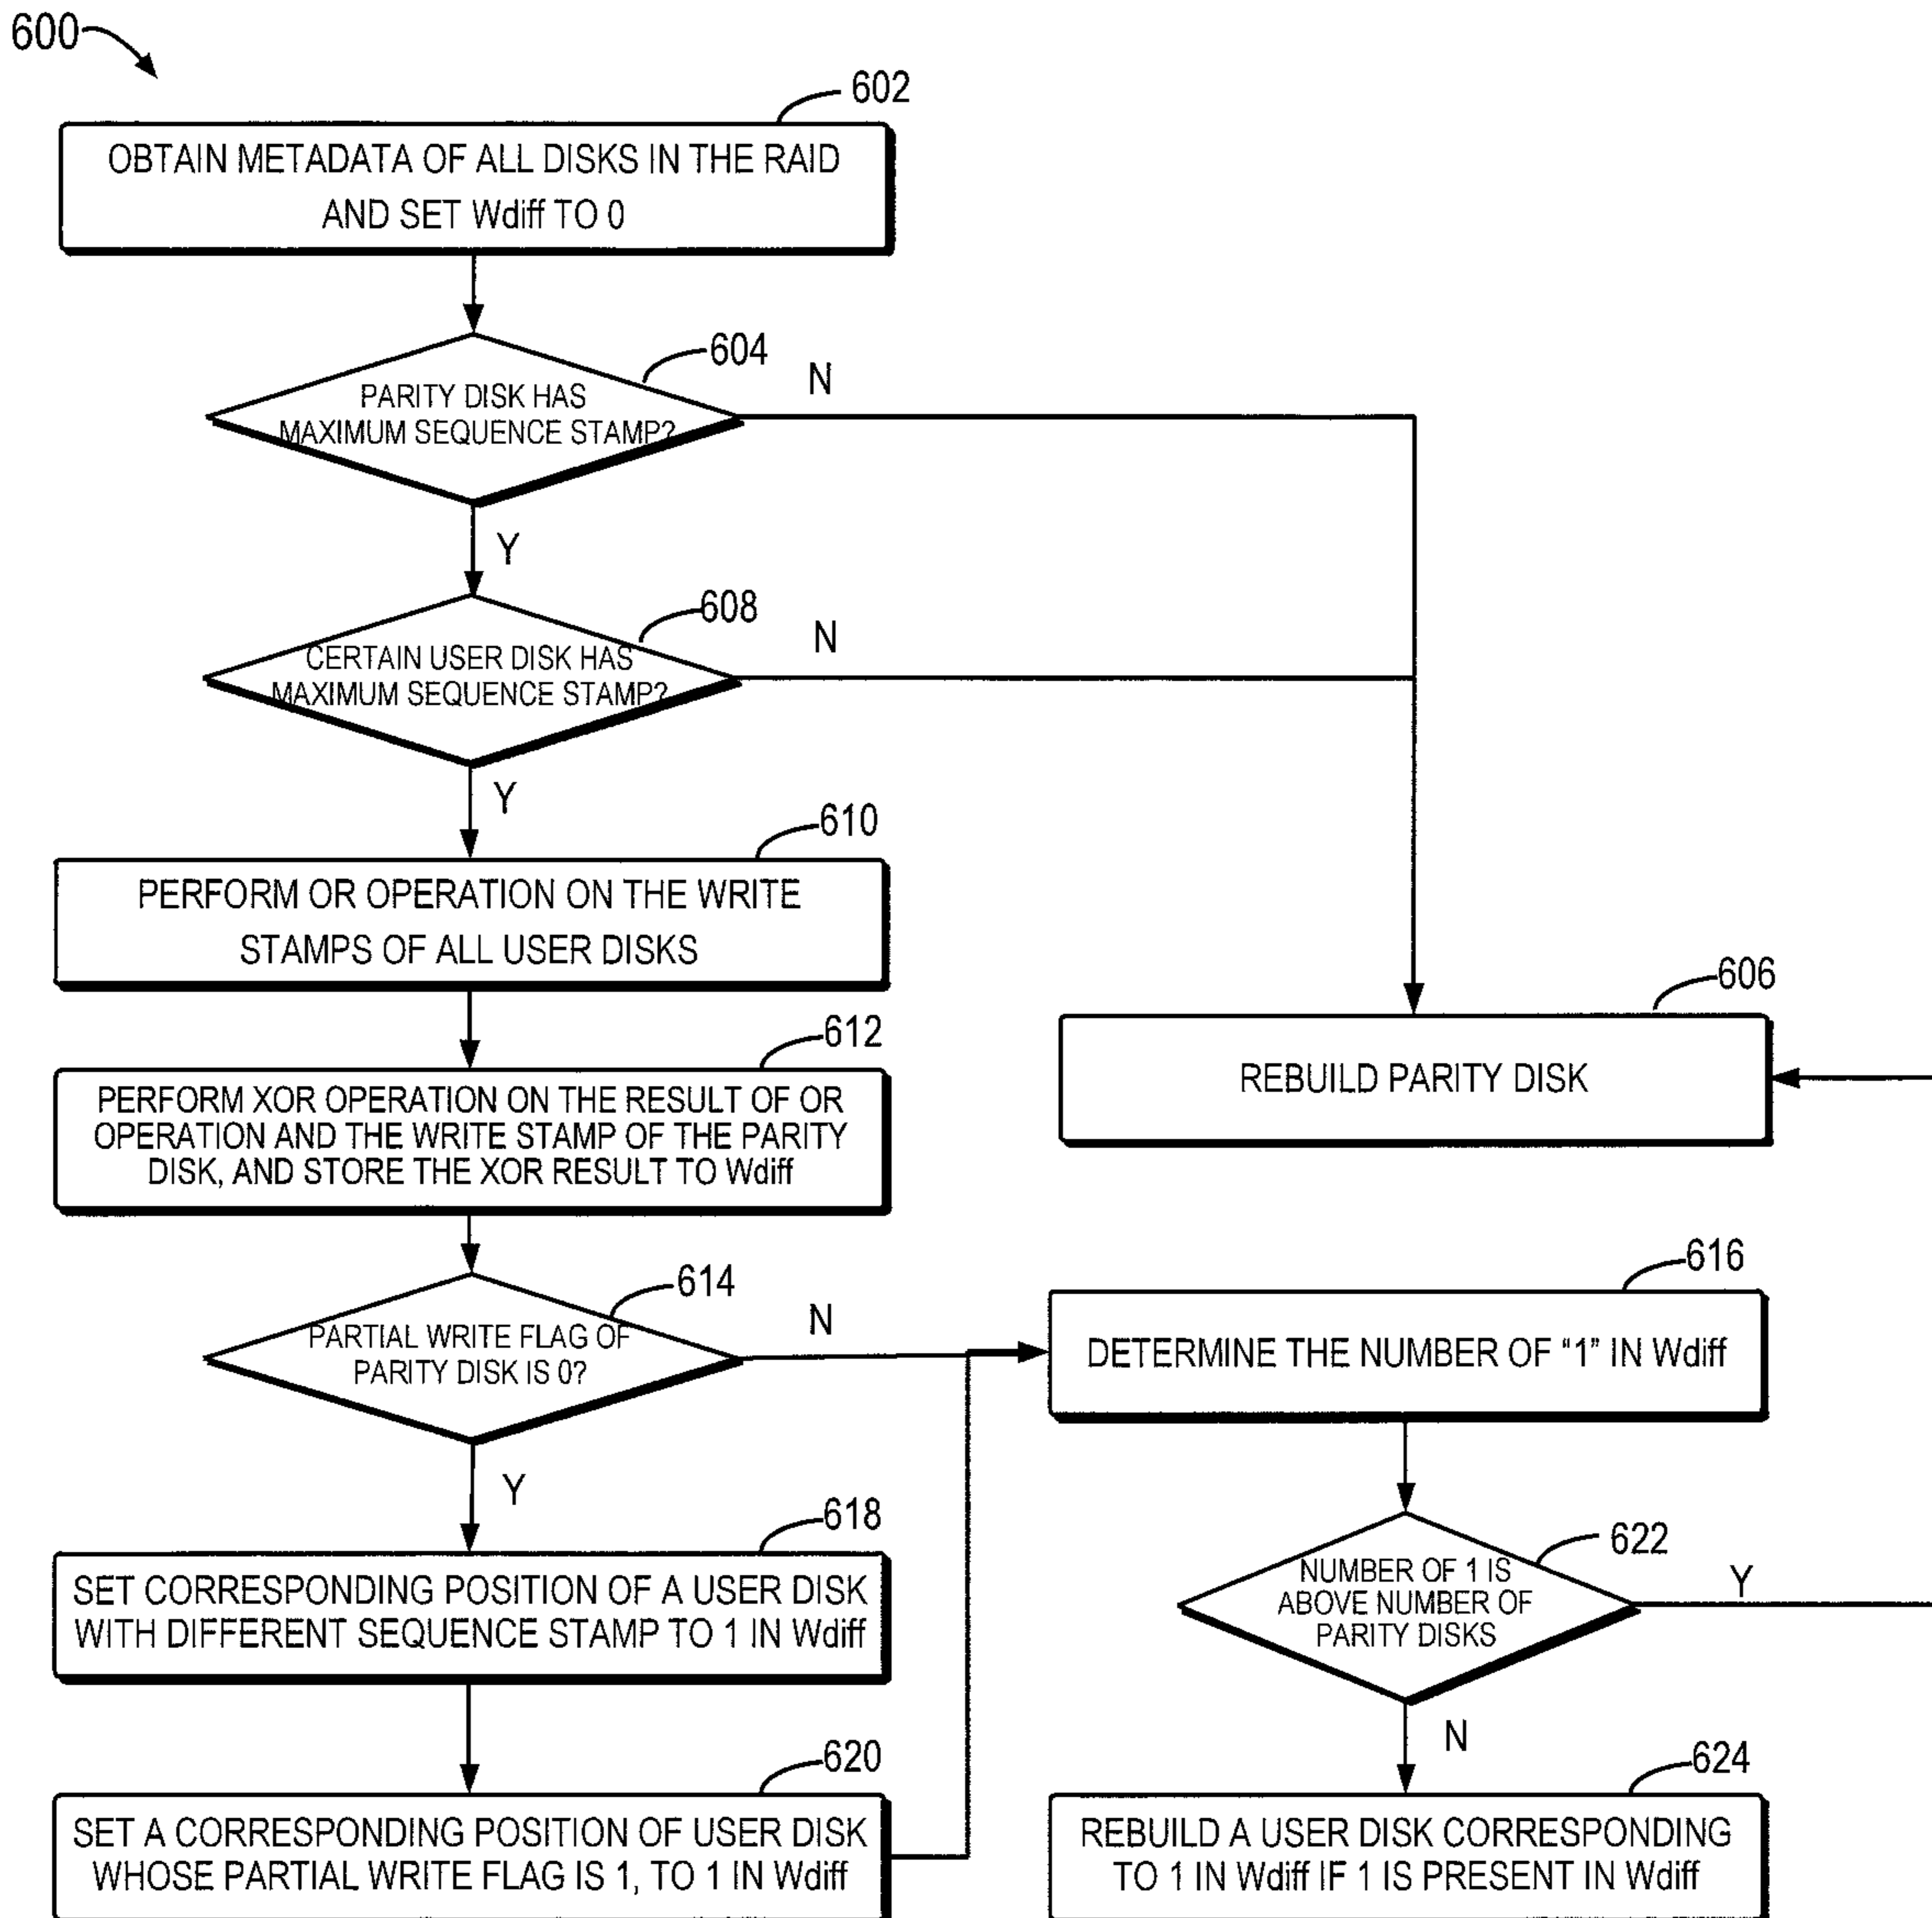 600
602
OBTAIN METADATA OF ALL DISKS IN THE RAID
AND SET Wdiff TO 0
604
PARITY DISK HAS
MAXIMUM SEQUENCE STAMP?
N
Y
608
CERTAIN USER DISK HAS
MAXIMUM SEQUENCE STAMP?
N
Y
610
PERFORM OR OPERATION ON THE WRITE
STAMPS OF ALL USER DISKS
606
REBUILD PARITY DISK
612
PERFORM XOR OPERATION ON THE RESULT OF OR
OPERATION AND THE WRITE STAMP OF THE PARITY
DISK, AND STORE THE XOR RESULT TO Wdiff
614
PARTIAL WRITE FLAG OF
PARITY DISK IS 0?
N
Y
616
DETERMINE THE NUMBER OF “1” IN Wdiff
618
SET CORRESPONDING POSITION OF A USER DISK
WITH DIFFERENT SEQUENCE STAMP TO 1 IN Wdiff
622
NUMBER OF 1 IS
ABOVE NUMBER OF
PARITY DISKS
Y
N
620
SET A CORRESPONDING POSITION OF USER DISK
WHOSE PARTIAL WRITE FLAG IS 1, TO 1 IN Wdiff
624
REBUILD A USER DISK CORRESPONDING
TO 1 IN Wdiff IF 1 IS PRESENT IN Wdiff